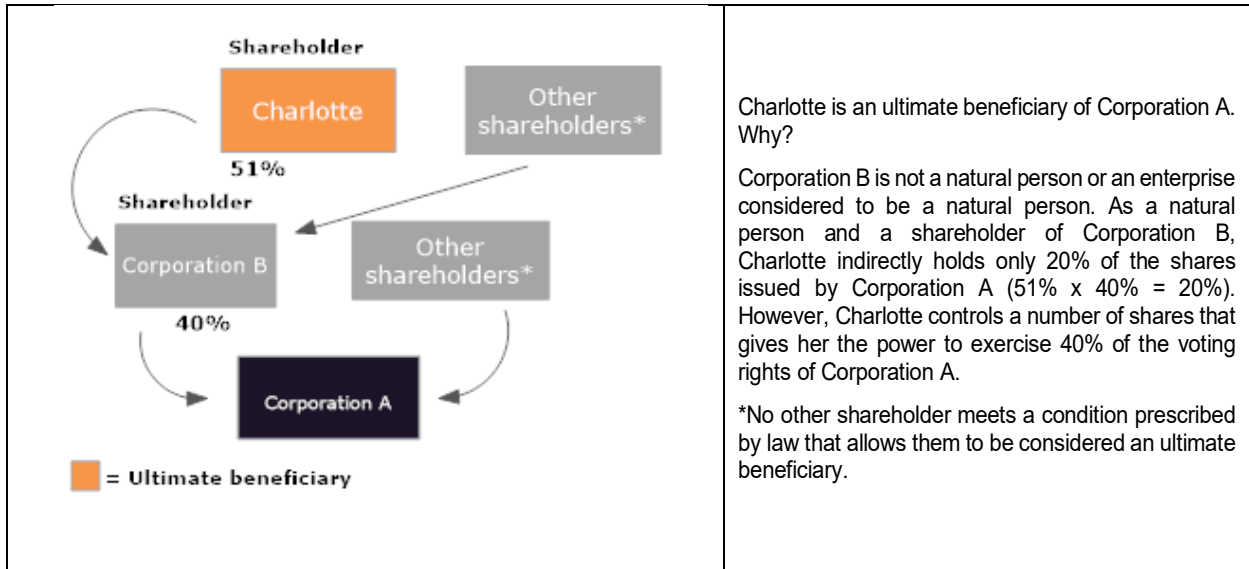 Shareholder
Charlotte
51%
Other
shareholders*
Shareholder
Corporation B
40%
Other
shareholders*
Corporation A
= Ultimate beneficiary
Charlotte is an ultimate beneficiary of Corporation A.
Why?
Corporation B is not a natural person or an enterprise
considered to be a natural person. As a natural
person and a shareholder of Corporation B,
Charlotte indirectly holds only 20% of the shares
issued by Corporation A (51% x 40% = 20%).
However, Charlotte controls a number of shares that
gives her the power to exercise 40% of the voting
rights of Corporation A.
*No other shareholder meets a condition prescribed
by law that allows them to be considered an ultimate
beneficiary.